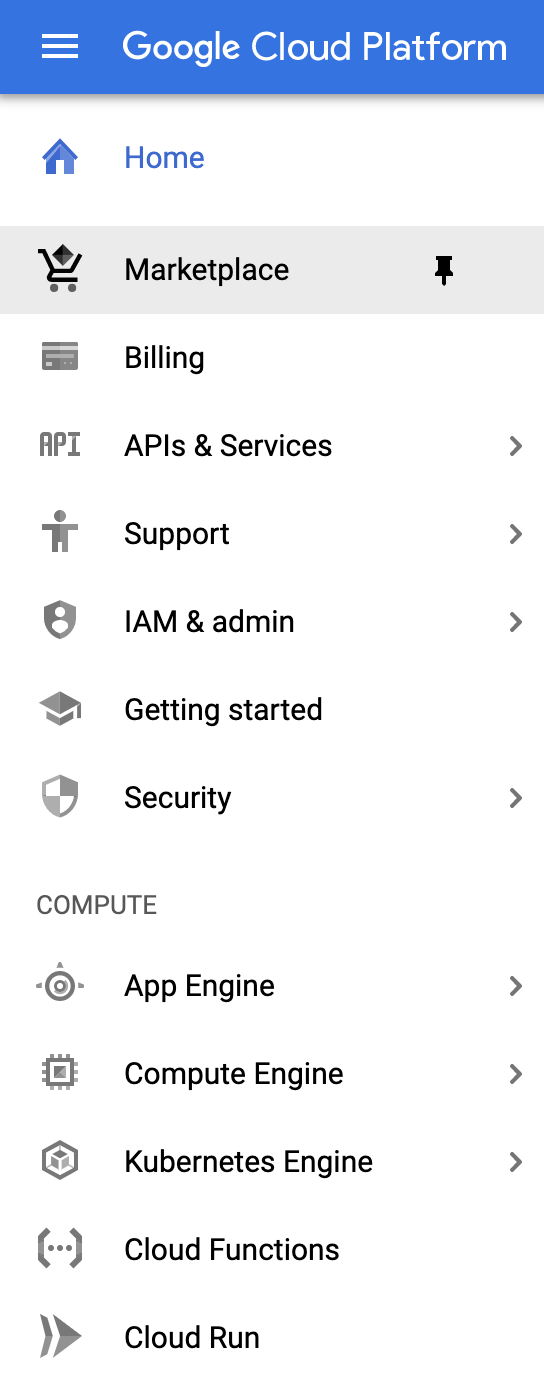 Google Cloud Platform
Home
Marketplace
Billing
API APIs & Services
Support
IAM & admin
Getting started
Security
COMPUTE
App Engine
Compute Engine
Kubernetes Engine
Cloud Functions
Cloud Run